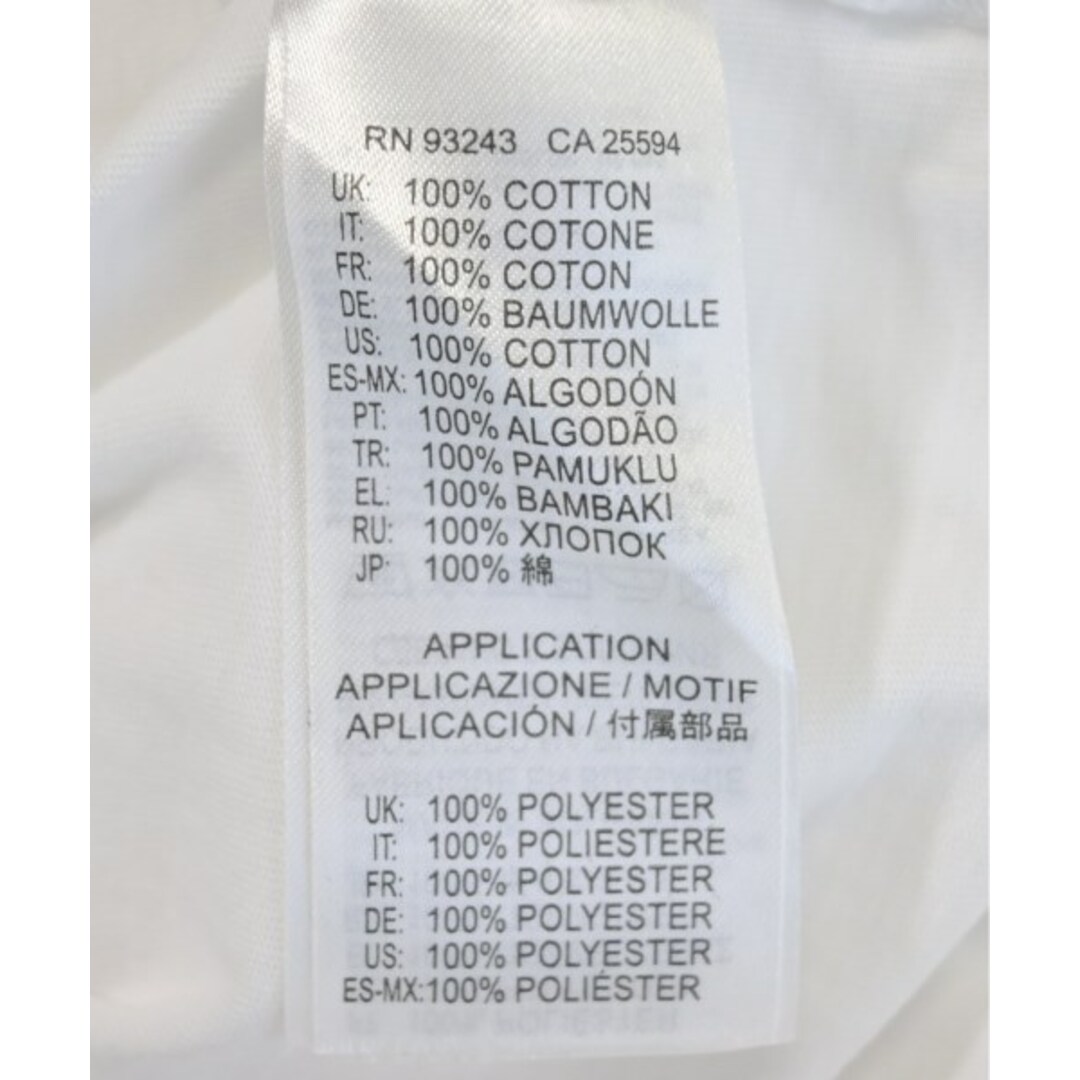 RN 93243 CA 25594
UK: 100% COTTON
IT: 100% COTONE
FR: 100% COTON
DE: 100% BAUMWOLLE
US: 100% COTTON
ES-MX: 100% ALGODÓN
PT: 100% ALGODÃO
TR: 100% PAMUKLU
EL: 100% BAMBAKI
RU: 100% ХЛОПОК
JP: 100% 綿
APPLICATION
APPLICAZIONE / MOTIF
APLICACIÓN / 付属部品
UK: 100% POLYESTER
IT: 100% POLIESTERE
FR: 100% POLYESTER
DE: 100% POLYESTER
US: 100% POLYESTER
ES-MX: 100% POLIÉSTER